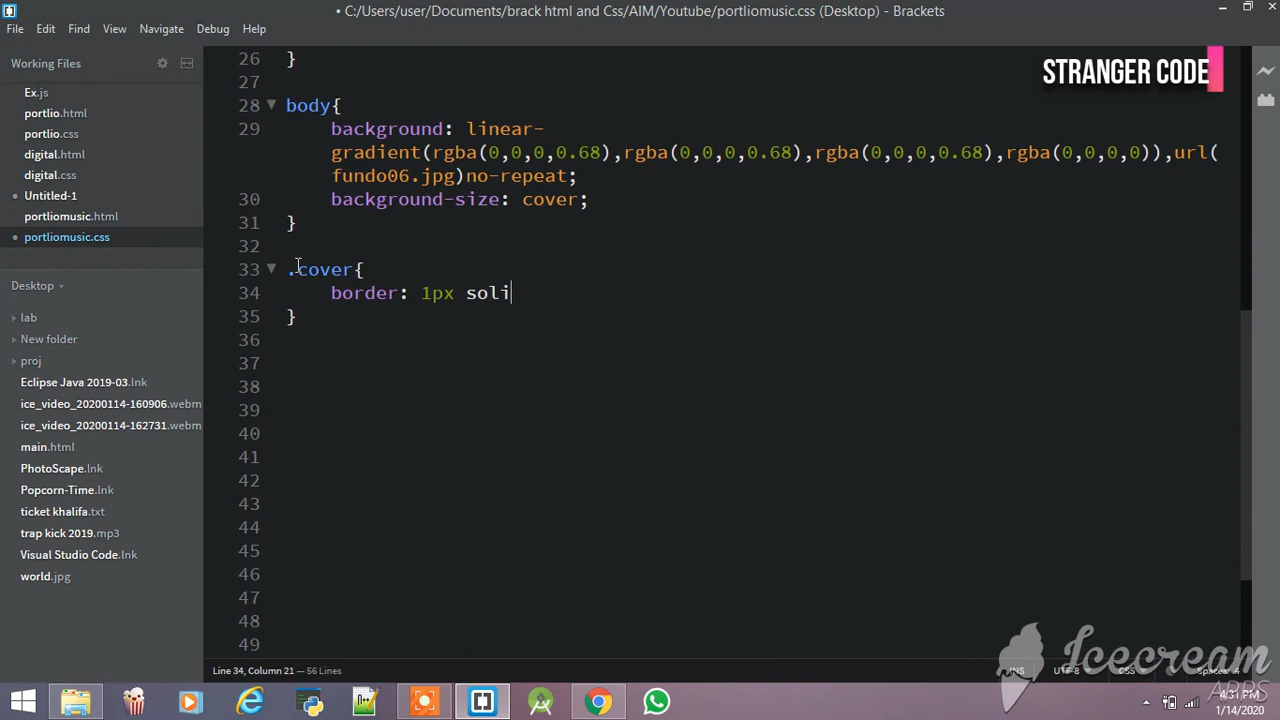 • C:/Users/user/Documents/brack html and Css/AIM/Youtube/portliomusic.css (Desktop) - Brackets
File Edit Find View Navigate Debug Help
Working Files
Ex.js
portlio.html
portlio.css
digital.html
digital.css
Untitled-1
portliomusic.html
portliomusic.css
Desktop
lab
New folder
proj
Eclipse Java 2019-03.lnk
ice_video_20200114-160906.webm
ice_video_20200114-162731.webm
main.html
PhotoScape.lnk
Popcorn-Time.lnk
ticket khalifa.txt
trap kick 2019.mp3
Visual Studio Code.lnk
world.jpg
STRANGER CODE
26 }
27
28 body{
29 background: linear-
gradient(rgba(0,0,0,0.68),rgba(0,0,0,0.68),rgba(0,0,0,0.68),rgba(0,0,0,0)),url(
fundo06.jpg)no-repeat;
30 background-size: cover;
31 }
32
33 .cover{
34 border: 1px soli
35 }
36
37
38
39
40
41
42
43
44
45
46
47
48
49
Line 34, Column 21 — 56 Lines
INS UTF-8 CSS Spaces: 4
Icecream
APPS
4:31 PM
1/14/2020